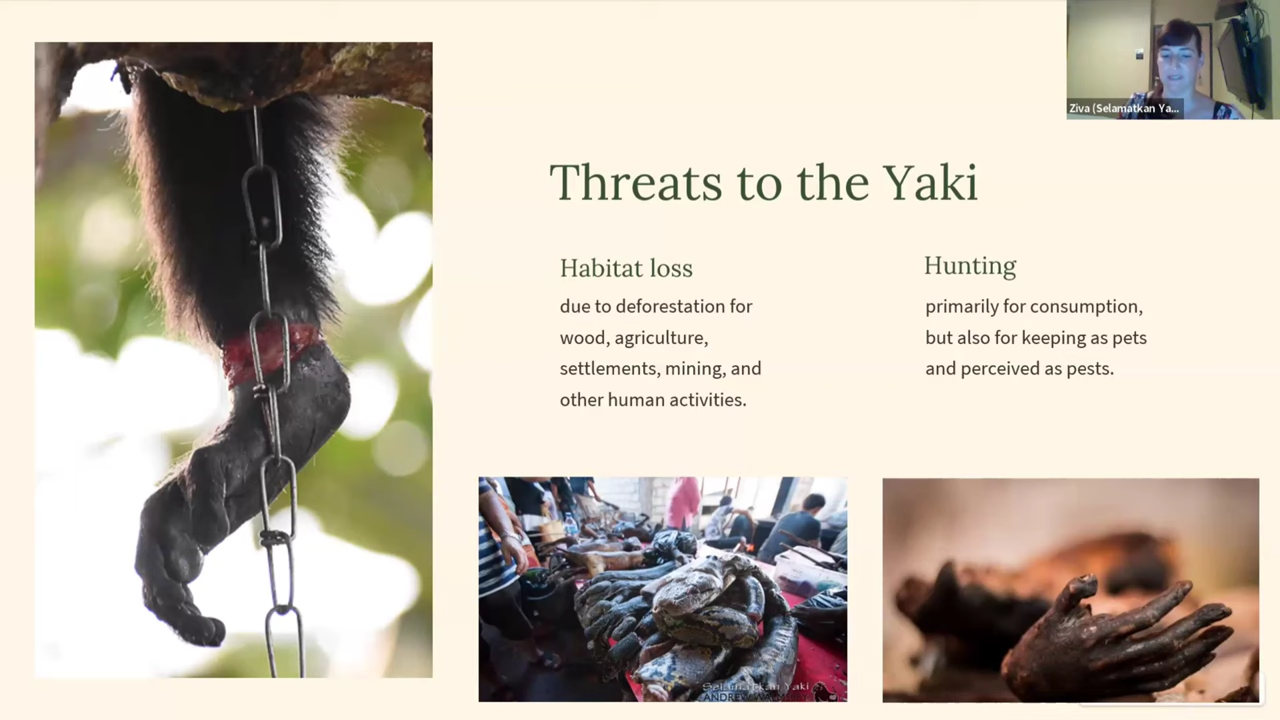 Ziva (Selamatkan Ya...
Threats to the Yaki
Habitat loss
due to deforestation for
wood, agriculture,
settlements, mining, and
other human activities.
Hunting
primarily for consumption,
but also for keeping as pets
and perceived as pests.
Selamatkan Yaki
ANDREW